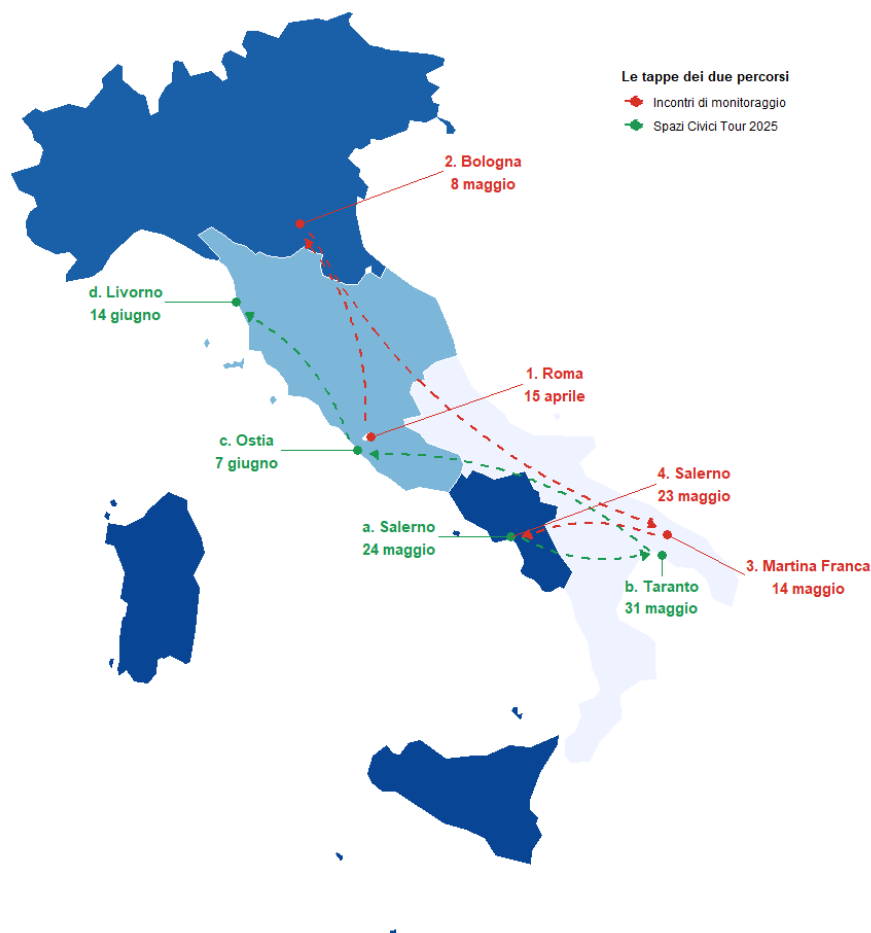 Le tappe dei due percorsi
Incontri di monitoraggio
Spazi Civici Tour 2025
2. Bologna
8 maggio
d. Livorno
14 giugno
1. Roma
15 aprile
c. Ostia
7 giugno
4. Salerno
23 maggio
a. Salerno
24 maggio
3. Martina Franca
14 maggio
b. Taranto
31 maggio